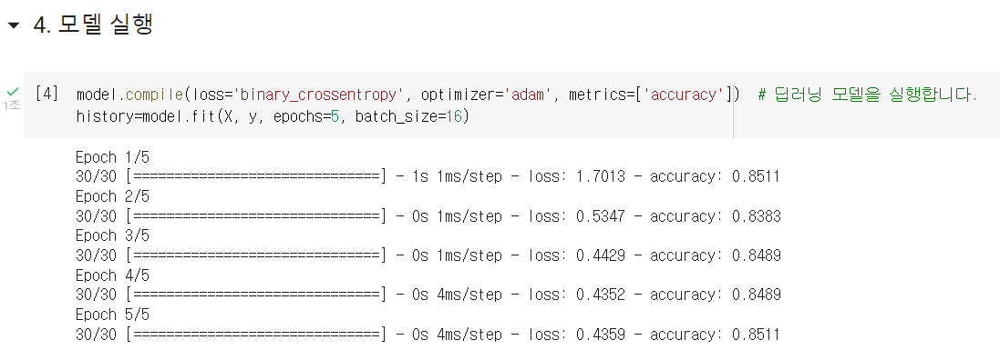 4. 모델 실행
[4] model.compile(loss='binary_crossentropy', optimizer='adam', metrics=['accuracy']) # 딥러닝 모델을 실행합니다.
1초
history=model.fit(X, y, epochs=5, batch_size=16)
Epoch 1/5
30/30 [==============================] - 1s 1ms/step - loss: 1.7013 - accuracy: 0.8511
Epoch 2/5
30/30 [==============================] - 0s 1ms/step - loss: 0.5347 - accuracy: 0.8383
Epoch 3/5
30/30 [==============================] - 0s 1ms/step - loss: 0.4429 - accuracy: 0.8489
Epoch 4/5
30/30 [==============================] - 0s 4ms/step - loss: 0.4352 - accuracy: 0.8489
Epoch 5/5
30/30 [==============================] - 0s 4ms/step - loss: 0.4359 - accuracy: 0.8511